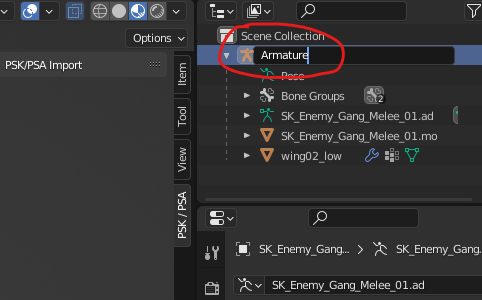 Options
PSK/PSA Import
Item
Tool
View
PSK / PSA
Scene Collection
Armature
Pose
Bone Groups
2
SK_Enemy_Gang_Melee_01.ad
SK_Enemy_Gang_Melee_01.mo
wing02_low
SK_Enemy_Gang...
SK_Enemy_Gang.
SK_Enemy_Gang_Melee_01.ad